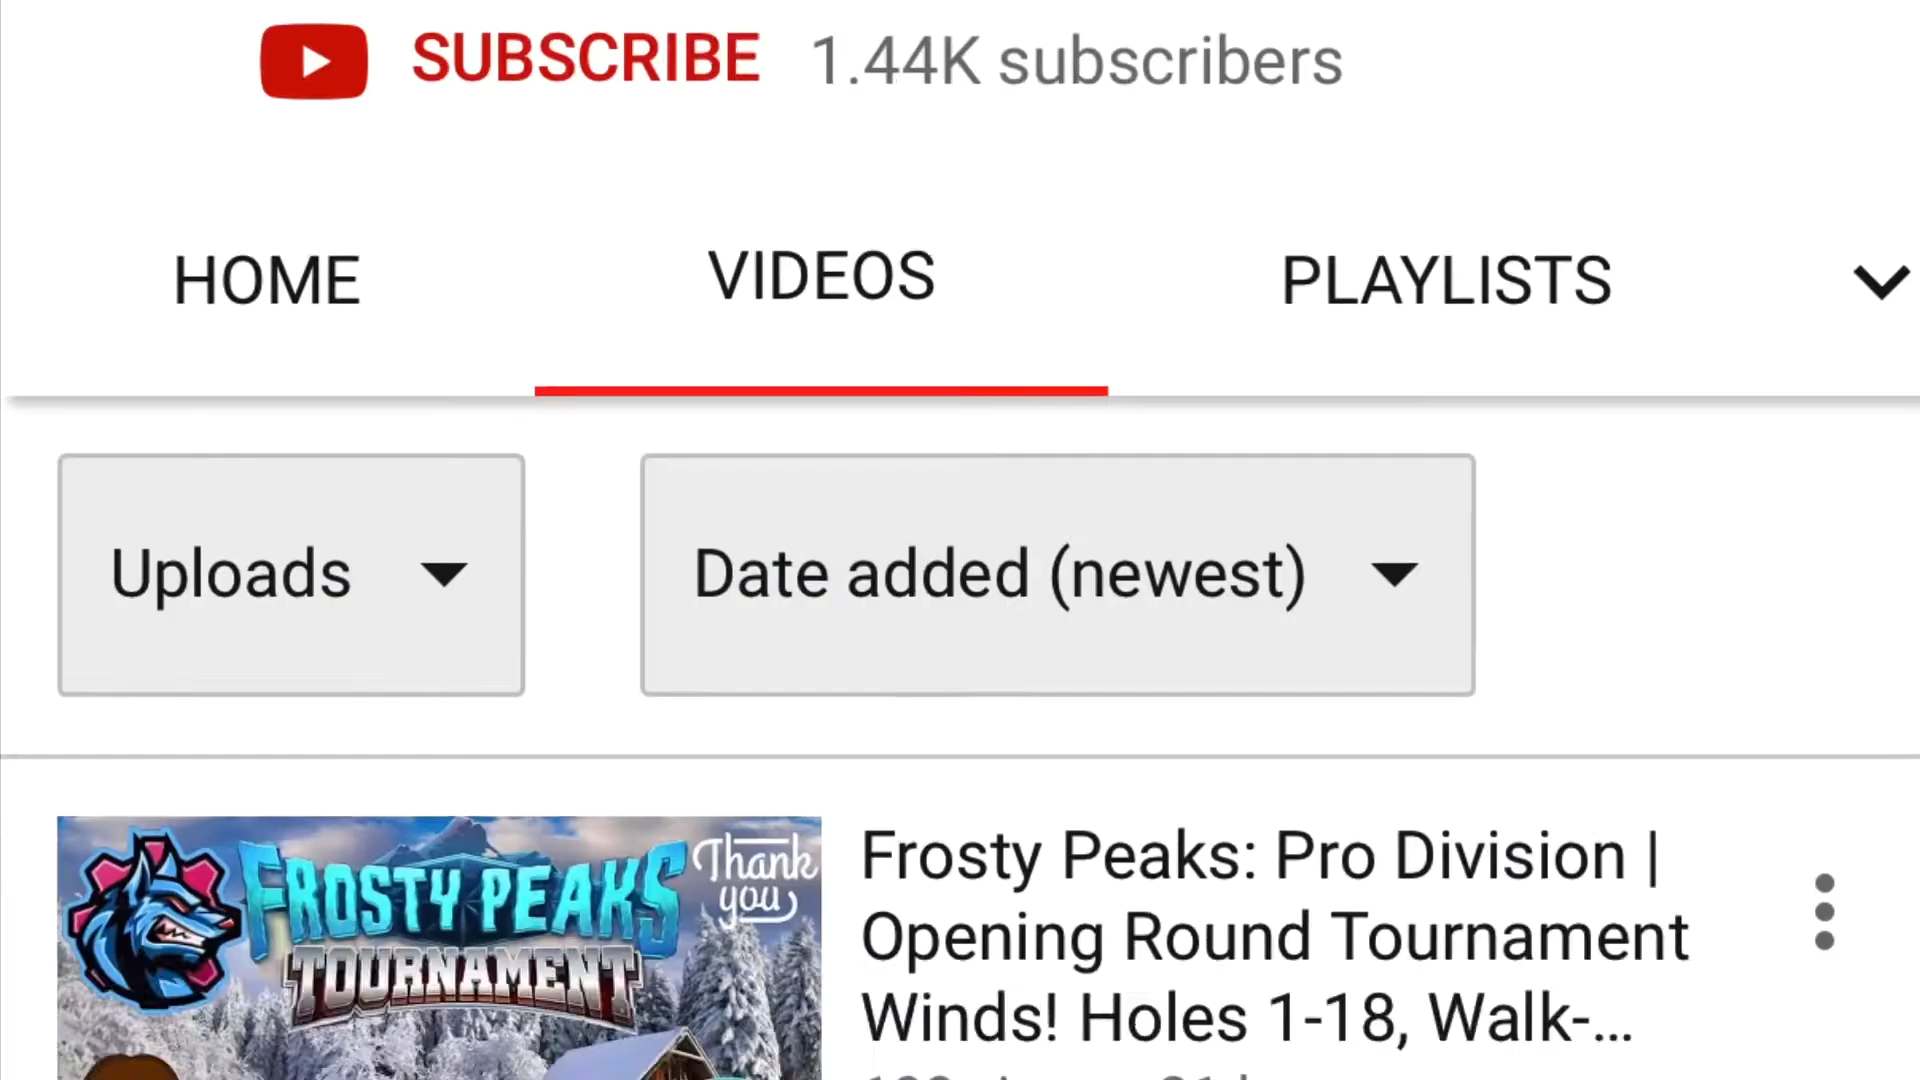 SUBSCRIBE 1.44K subscribers
HOME VIDEOS PLAYLISTS
Uploads Date added (newest)
FROSTY PEAKS
TOURNAMENT
Thank
you
Frosty Peaks: Pro Division |
Opening Round Tournament
Winds! Holes 1-18, Walk-...